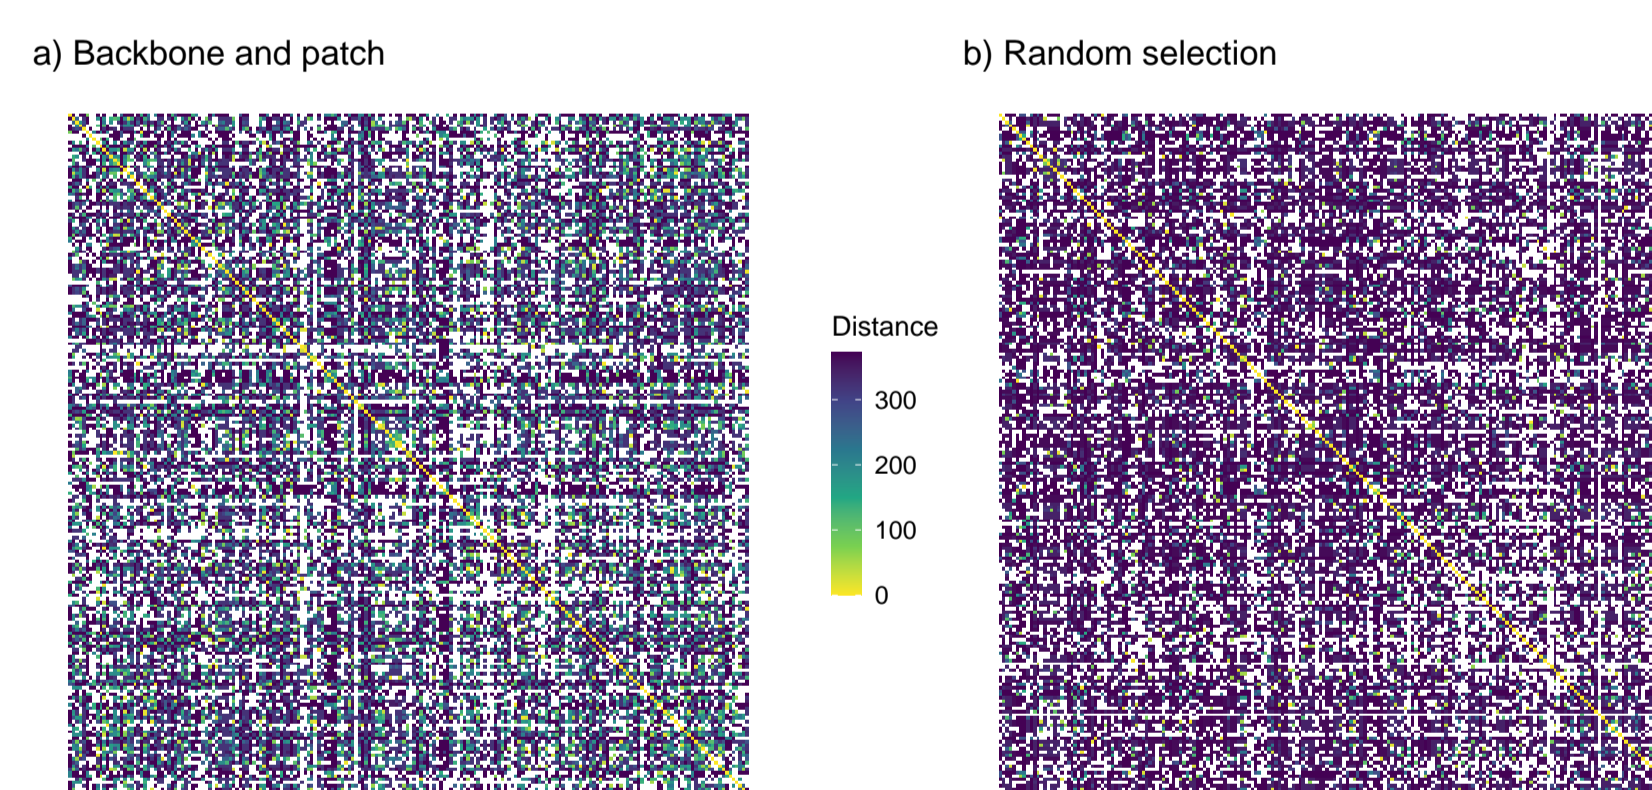 a) Backbone and patch
b) Random selection
Distance
300
200
100
0